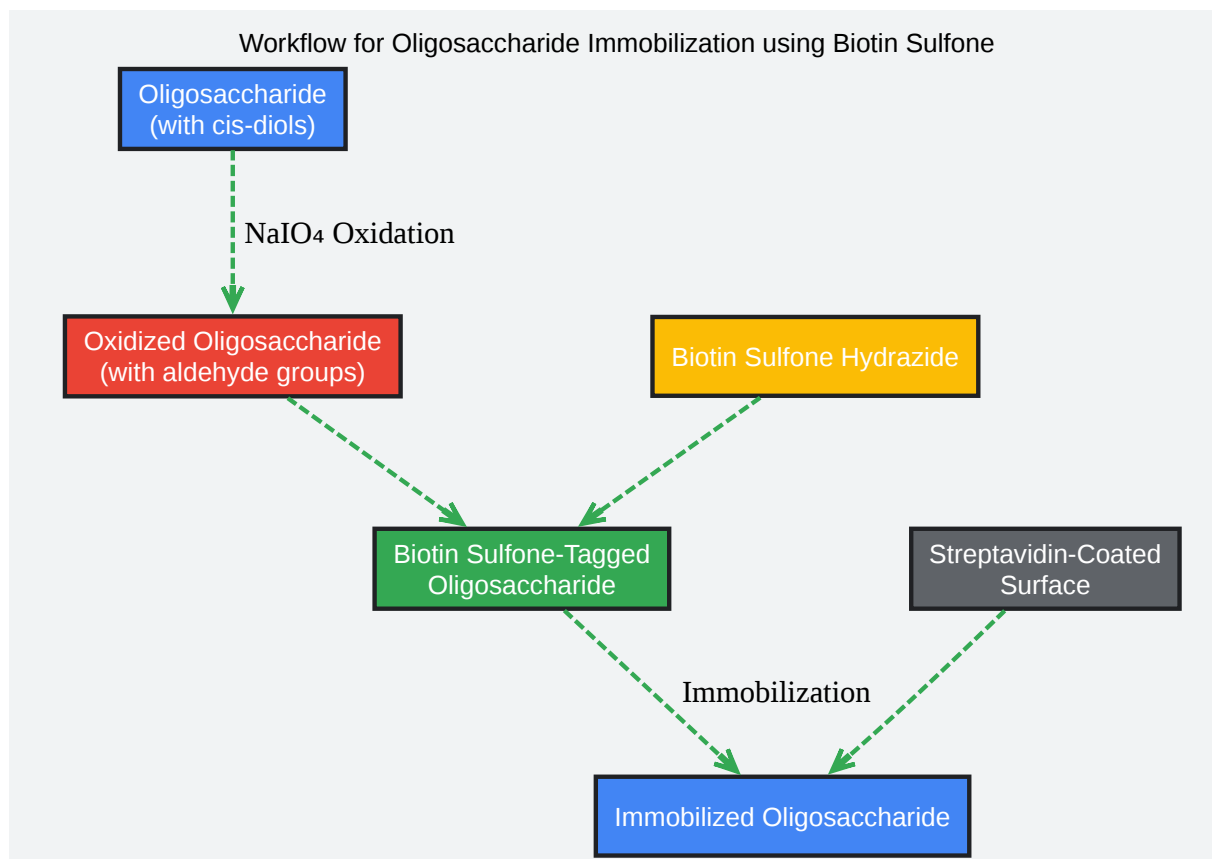 Workflow for Oligosaccharide Immobilization using Biotin Sulfone
Oligosaccharide
(with cis-diols)
NaIO₄ Oxidation
Oxidized Oligosaccharide
(with aldehyde groups)
Biotin Sulfone Hydrazide
Biotin Sulfone-Tagged
Oligosaccharide
Streptavidin-Coated
Surface
Immobilization
Immobilized Oligosaccharide